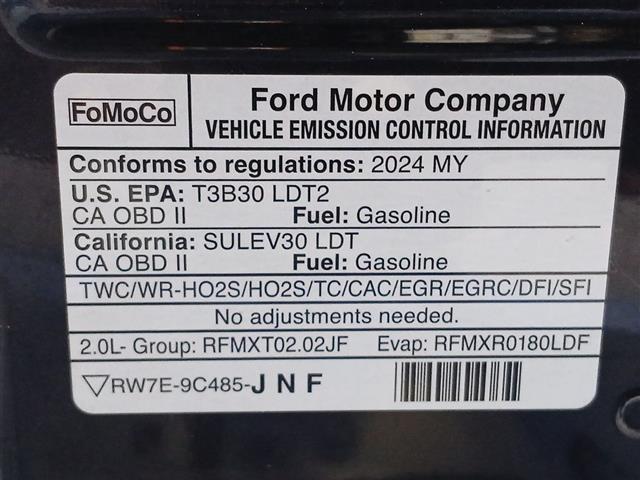 FoMoCo
Ford Motor Company
VEHICLE EMISSION CONTROL INFORMATION
Conforms to regulations: 2024 MY
U.S. EPA: T3B30 LDT2
CA OBD II Fuel: Gasoline
California: SULEV30 LDT
CA OBD II Fuel: Gasoline
TWC/WR-HO2S/HO2S/TC/CAC/EGR/EGRC/DFI/SFI
No adjustments needed.
2.0L- Group: RFMXT02.02JF Evap: RFMXR0180LDF
RW7E-9C485-JNF